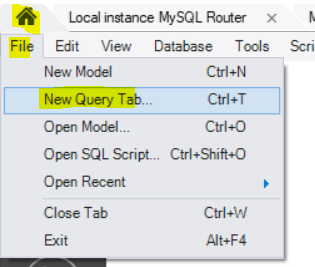 Local instance MySQL Router ×
File Edit View Database Tools Scri
New Model Ctrl+N
New Query Tab... Ctrl+T
Open Model... Ctrl+O
Open SQL Script... Ctrl+Shift+O
Open Recent
Close Tab Ctrl+W
Exit Alt+F4